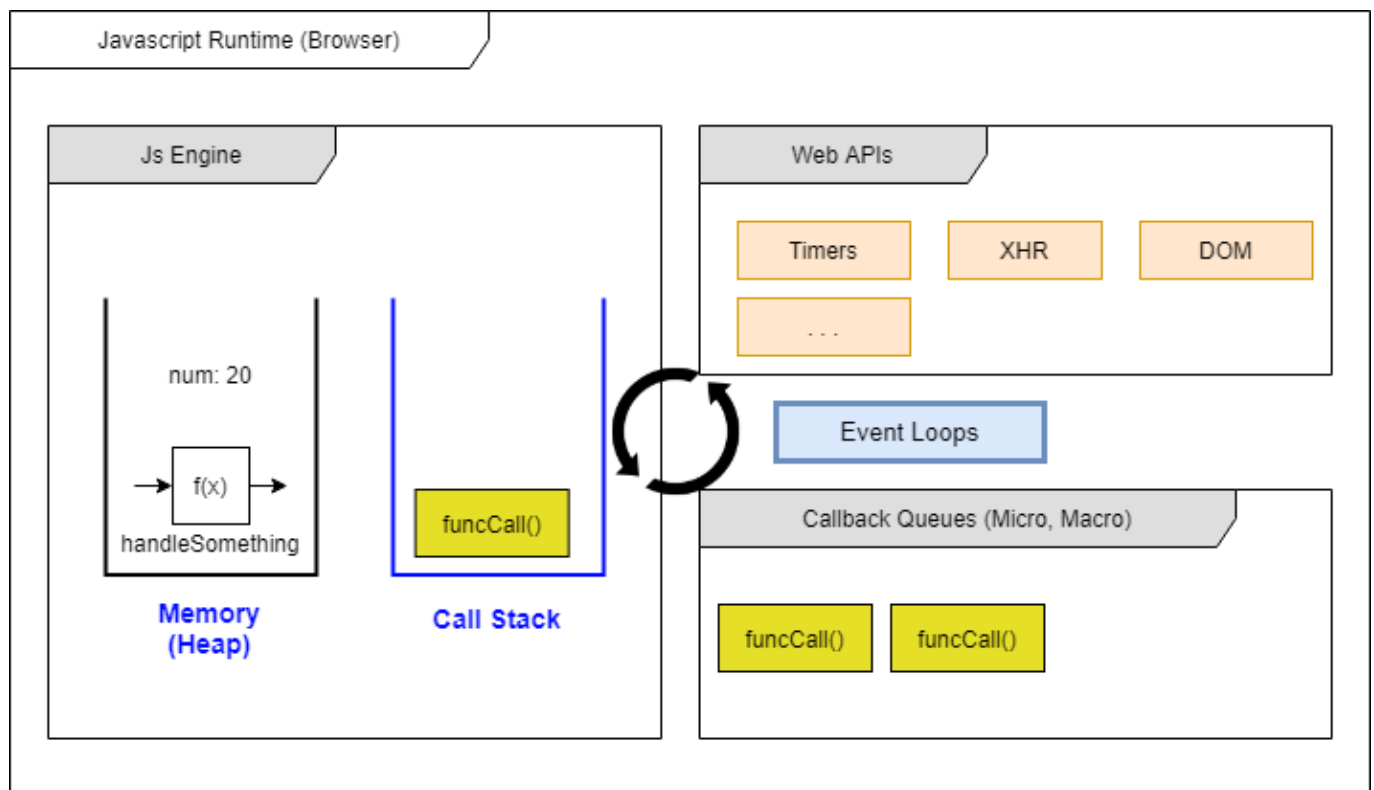 Javascript Runtime (Browser)
Js Engine
num: 20
f(x)
handleSomething
Memory
(Heap)
funcCall()
Call Stack
Web APIs
Timers
XHR
DOM
. . .
Event Loops
Callback Queues (Micro, Macro)
funcCall()
funcCall()